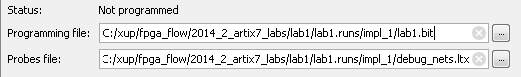 Status: Not programmed
Programming file: C:/xup/fpga_flow/2014_2_artix7_labs/lab1/lab1.runs/impl_1/lab1.bit ...
Probes file: C:/xup/fpga_flow/2014_2_artix7_labs/lab1/lab1.runs/impl_1/debug_nets.ltx ...